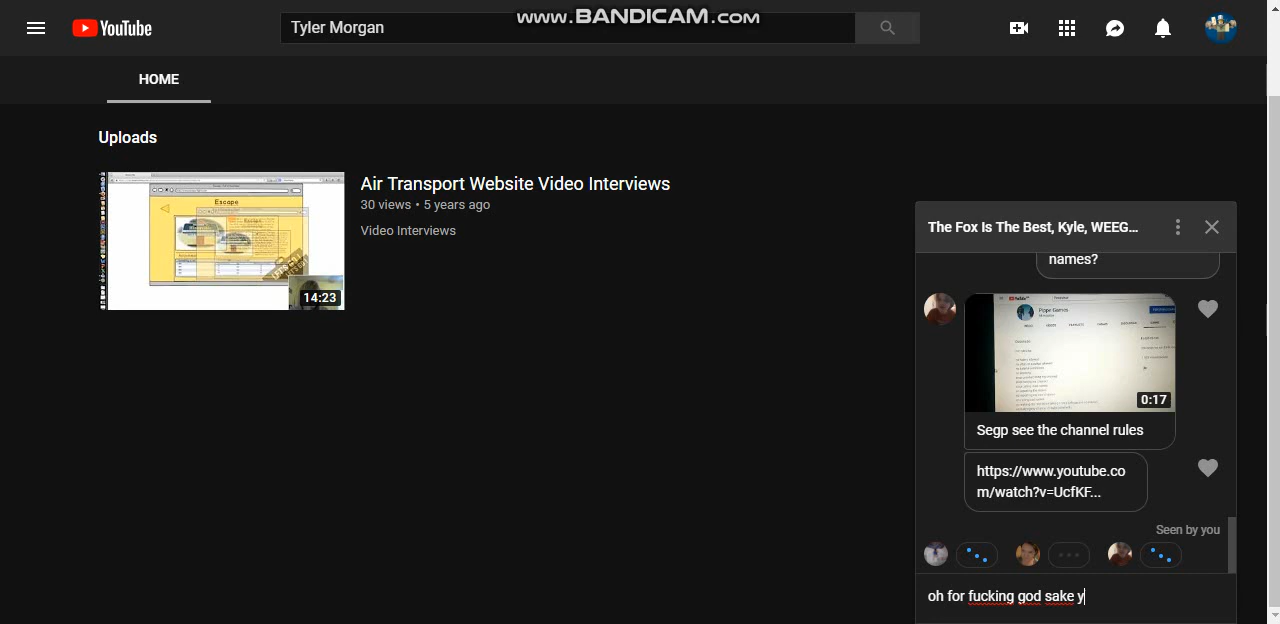 www.BANDICAM.com
YouTube
Tyler Morgan
HOME
Uploads
Escape
14:23
Air Transport Website Video Interviews
30 views • 5 years ago
Video Interviews
The Fox Is The Best, Kyle, WEEG...
names?
0:17
Segp see the channel rules
https://www.youtube.co
m/watch?v=UcfKF...
Seen by you
oh for fucking god sake y